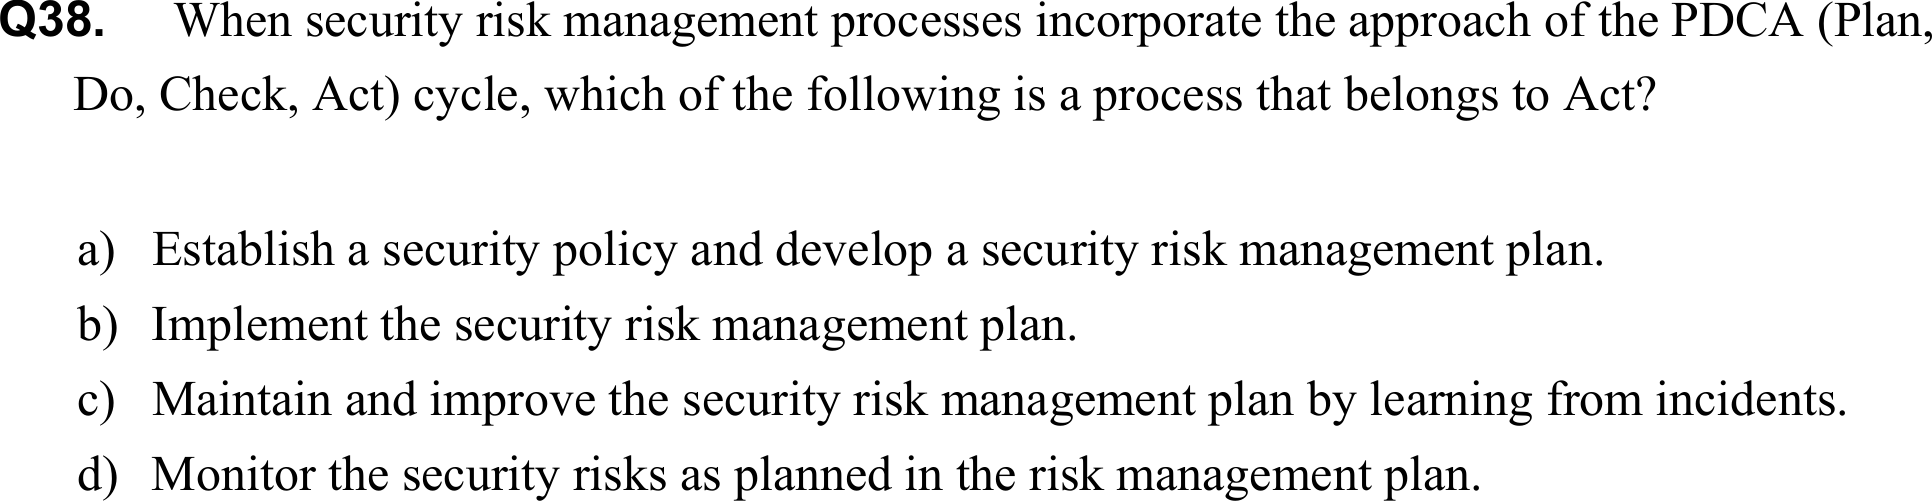 Q38. When security risk management processes incorporate the approach of the PDCA (Plan,
Do, Check, Act) cycle, which of the following is a process that belongs to Act?
a) Establish a security policy and develop a security risk management plan.
b) Implement the security risk management plan.
c) Maintain and improve the security risk management plan by learning from incidents.
d) Monitor the security risks as planned in the risk management plan.